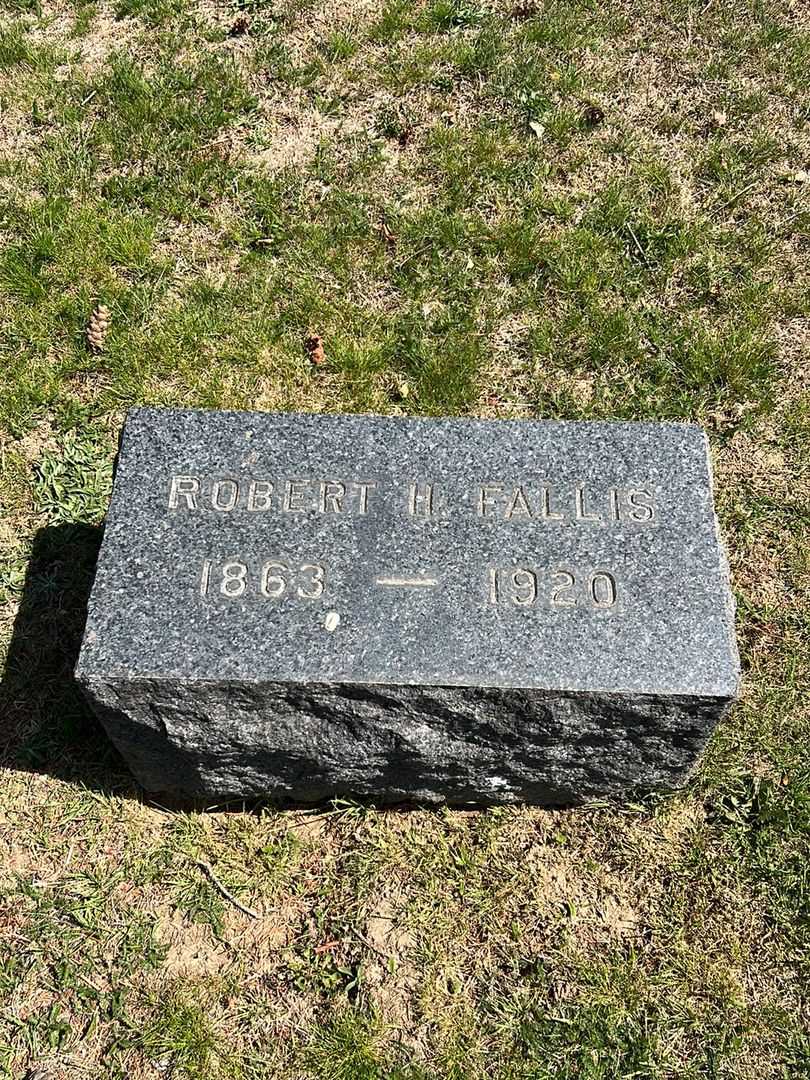 ROBERT H. FALLIS
1863 — 1920